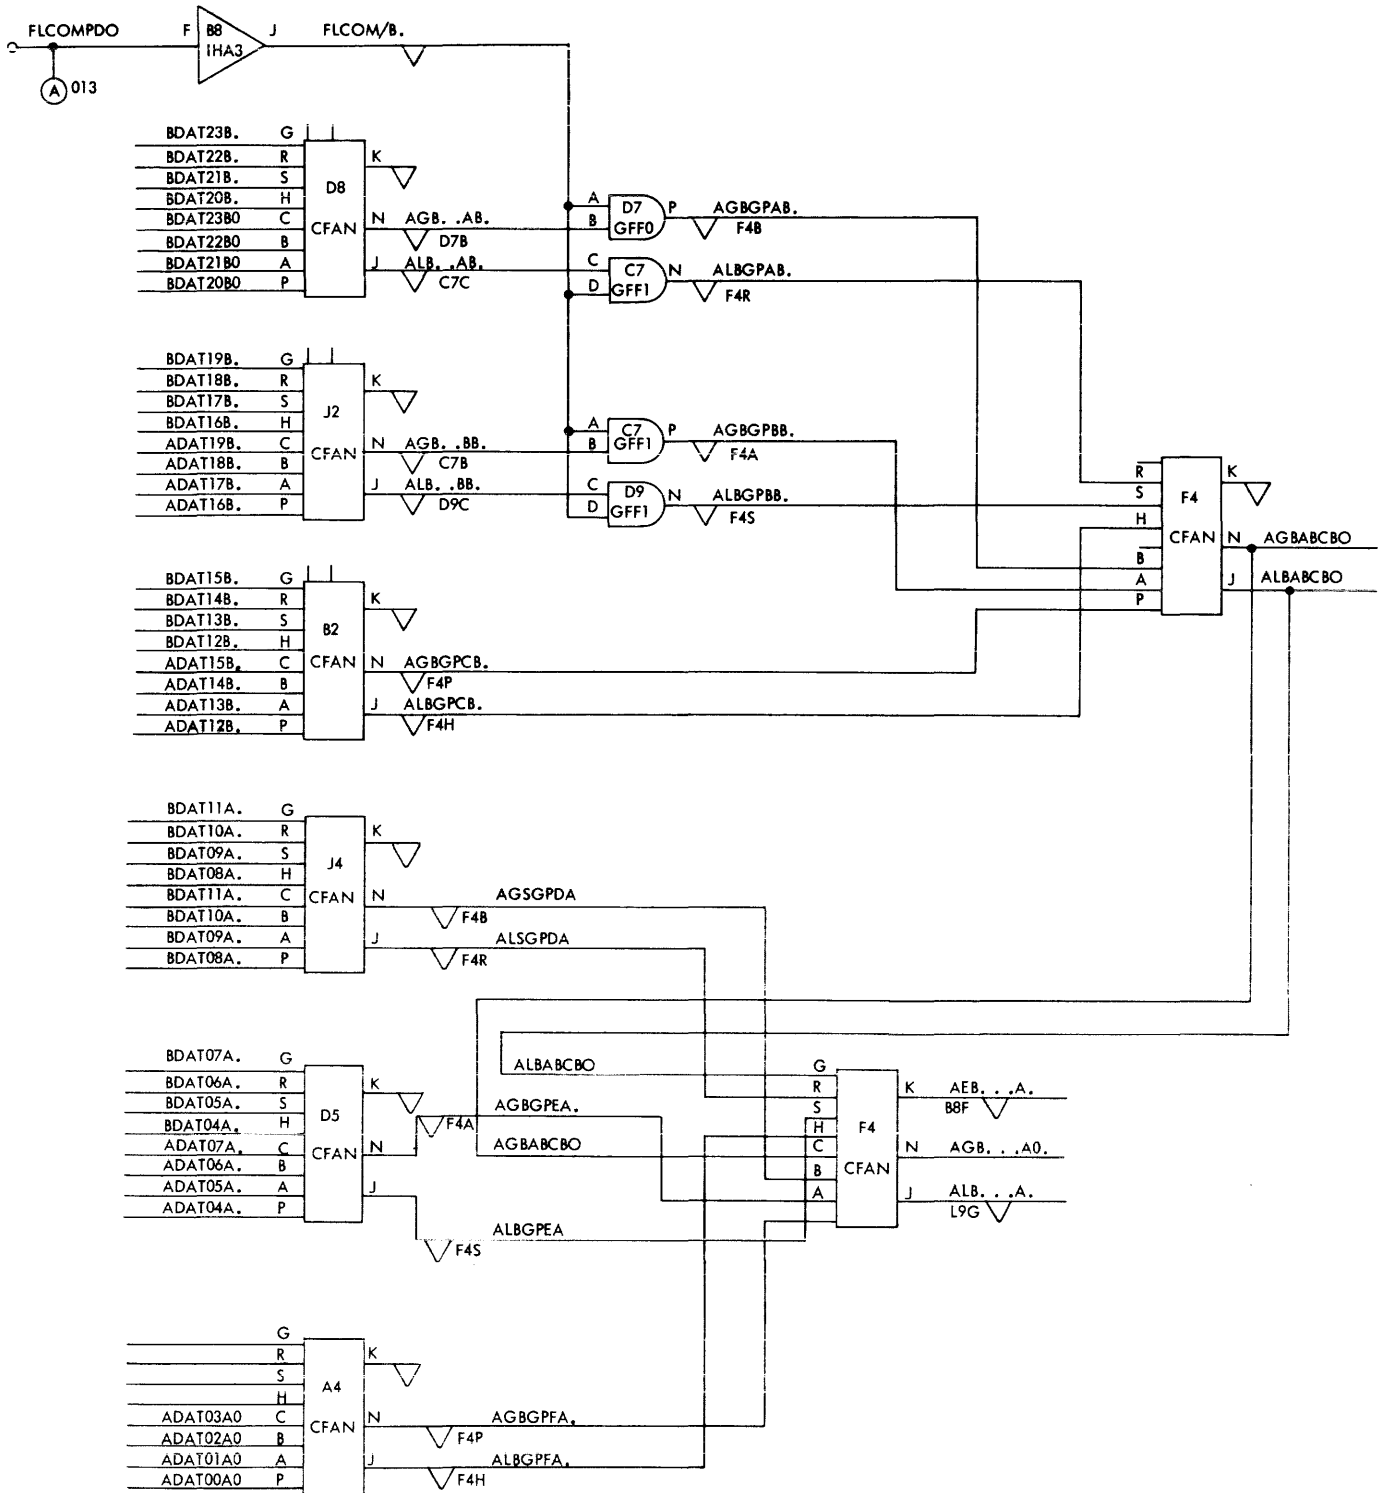 FLCOMPDO F B8 J FLCOM/B.
IHA3
A 013
BDAT23B. G
BDAT22B. R K
BDAT21B. S D8
BDAT20B. H
BDAT23B0 C CFAN N AGB. .AB.
BDAT22B0 B D7B
BDAT21B0 A J ALB. .AB.
BDAT20B0 P C7C
A D7 P AGBGPAB.
B GFF0 F4B
C C7 N ALBGPAB.
D GFF1 F4R
BDAT19B. G
BDAT18B. R K
BDAT17B. S J2
BDAT16B. H
ADAT19B. C CFAN N AGB. .BB.
ADAT18B. B C7B
ADAT17B. A J ALB. .BB.
ADAT16B. P D9C
A C7 P AGBGPBB.
B GFF1 F4A
C D9 N ALBGPBB.
D GFF1 F4S
R K
S F4
H
CFAN N AGBABCBO
B
A J ALBABCBO
P
BDAT15B. G
BDAT14B. R K
BDAT13B. S B2
BDAT12B. H
ADAT15B. C CFAN N AGBGPCB.
ADAT14B. B F4P
ADAT13B. A J ALBGPCB.
ADAT12B. P F4H
BDAT11A. G
BDAT10A. R K
BDAT09A. S J4
BDAT08A. H
BDAT11A. C CFAN N AGSGPDA
BDAT10A. B F4B
BDAT09A. A J ALSGPDA
BDAT08A. P F4R
BDAT07A. G
BDAT06A. R K
BDAT05A. S D5
BDAT04A. H
ADAT07A. C CFAN N F4A AGBGPEA.
ADAT06A. B AGBABCBO
ADAT05A. A J
ADAT04A. P
F4S ALBGPEA
ALBABCBO G
R K AEB. . .A.
S B8F
H F4
C N AGB. . .A0.
B CFAN
A J ALB. . .A.
L9G
G
R K
S
A4
H
ADAT03A0 C CFAN N AGBGPFA.
ADAT02A0 B F4P
ADAT01A0 A J ALBGPFA.
ADAT00A0 P F4H